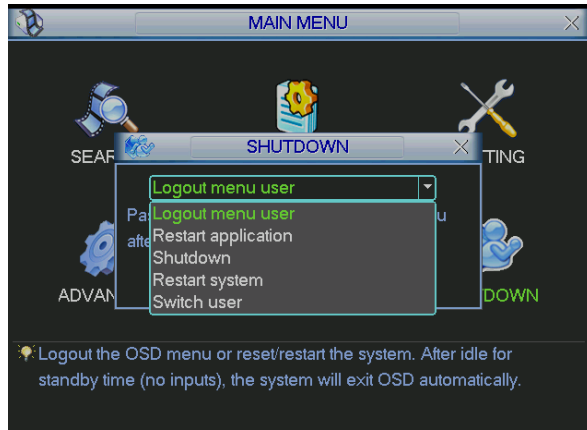 MAIN MENU
SEAR
TING
SHUTDOWN
Logout menu user
Pa
u
Logout menu user
afte
Restart application
Shutdown
Restart system
Switch user
ADVAN
DOWN
Logout the OSD menu or reset/restart the system. After idle for
standby time (no inputs), the system will exit OSD automatically.